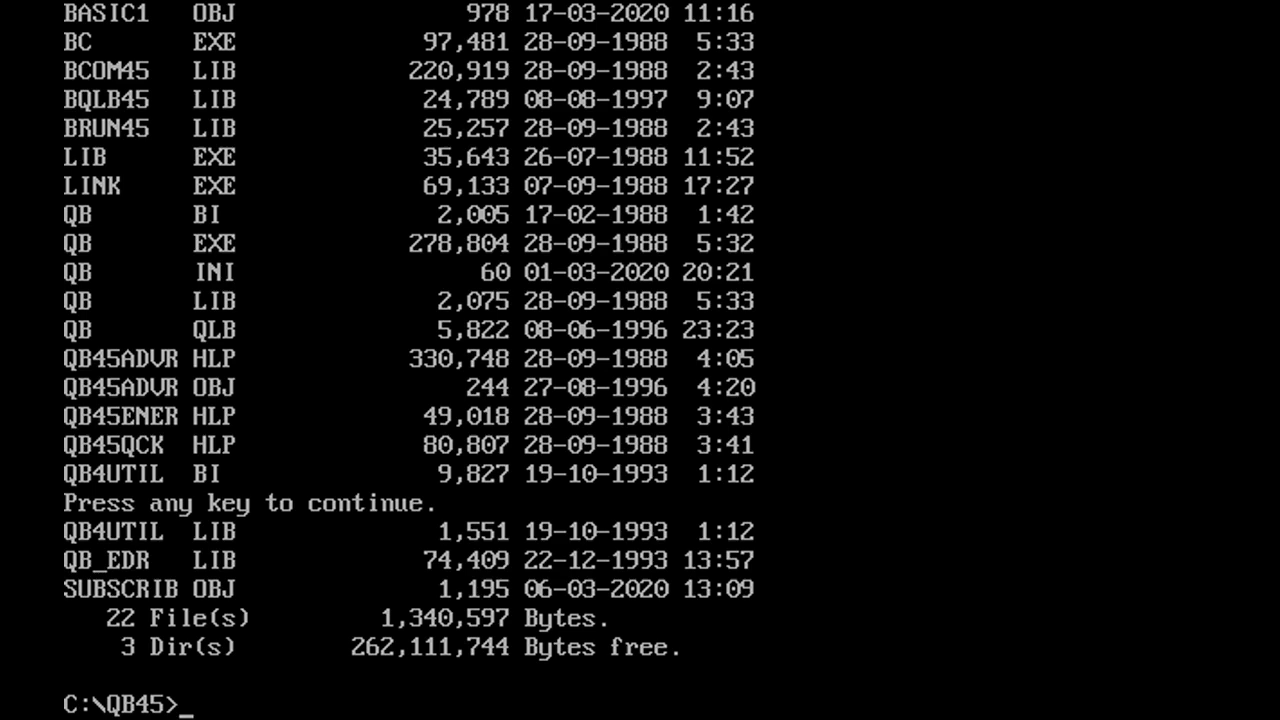 BASIC1   OBJ                978 17-03-2020 11:16
BC       EXE             97,481 28-09-1988  5:33
BCOM45   LIB            220,919 28-09-1988  2:43
BQLB45   LIB             24,789 08-08-1997  9:07
BRUN45   LIB             25,257 28-09-1988  2:43
LIB      EXE             35,643 26-07-1988 11:52
LINK     EXE             69,133 07-09-1988 17:27
QB       BI               2,005 17-02-1988  1:42
QB       EXE            278,804 28-09-1988  5:32
QB       INI                 60 01-03-2020 20:21
QB       LIB              2,075 28-09-1988  5:33
QB       QLB              5,822 08-06-1996 23:23
QB45ADVR HLP            330,748 28-09-1988  4:05
QB45ADVR OBJ                244 27-08-1996  4:20
QB45ENER HLP             49,018 28-09-1988  3:43
QB45QCK  HLP             80,807 28-09-1988  3:41
QB4UTIL  BI               9,827 19-10-1993  1:12
Press any key to continue.
QB4UTIL  LIB              1,551 19-10-1993  1:12
QB_EDR   LIB             74,409 22-12-1993 13:57
SUBSCRIB OBJ              1,195 06-03-2020 13:09
   22 File(s)         1,340,597 Bytes.
    3 Dir(s)        262,111,744 Bytes free.
C:\QB45>_